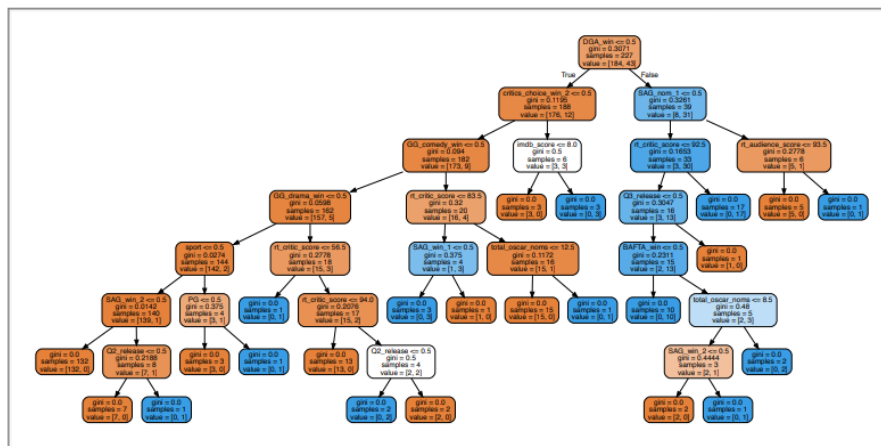 DGA_win <= 0.5
gini = 0.3071
samples = 227
value = [184, 43]
True
False
critics_choice_win_2 <= 0.5
gini = 0.1195
samples = 188
value = [176, 12]
SAG_nom_1 <= 0.5
gini = 0.3261
samples = 39
value = [8, 31]
GG_comedy_win <= 0.5
gini = 0.094
samples = 182
value = [173, 9]
imdb_score <= 8.0
gini = 0.5
samples = 6
value = [3, 3]
rt_critic_score <= 92.5
gini = 0.1653
samples = 33
value = [3, 30]
rt_audience_score <= 93.5
gini = 0.2778
samples = 6
value = [5, 1]
GG_drama_win <= 0.5
gini = 0.0598
samples = 162
value = [157, 5]
rt_critic_score <= 83.5
gini = 0.32
samples = 20
value = [16, 4]
gini = 0.0
samples = 3
value = [3, 0]
gini = 0.0
samples = 3
value = [0, 3]
Q3_release <= 0.5
gini = 0.3047
samples = 16
value = [3, 13]
gini = 0.0
samples = 17
value = [0, 17]
gini = 0.0
samples = 5
value = [5, 0]
gini = 0.0
samples = 1
value = [0, 1]
sport <= 0.5
gini = 0.0274
samples = 144
value = [142, 2]
rt_critic_score <= 56.5
gini = 0.2778
samples = 18
value = [15, 3]
SAG_win_1 <= 0.5
gini = 0.375
samples = 4
value = [1, 3]
total_oscar_noms <= 12.5
gini = 0.1172
samples = 16
value = [15, 1]
BAFTA_win <= 0.5
gini = 0.2311
samples = 15
value = [2, 13]
gini = 0.0
samples = 1
value = [1, 0]
SAG_win_2 <= 0.5
gini = 0.0142
samples = 140
value = [139, 1]
PG <= 0.5
gini = 0.375
samples = 4
value = [3, 1]
gini = 0.0
samples = 1
value = [0, 1]
rt_critic_score <= 94.0
gini = 0.2076
samples = 17
value = [15, 2]
gini = 0.0
samples = 3
value = [0, 3]
gini = 0.0
samples = 1
value = [1, 0]
gini = 0.0
samples = 15
value = [15, 0]
gini = 0.0
samples = 1
value = [0, 1]
gini = 0.0
samples = 10
value = [0, 10]
total_oscar_noms <= 8.5
gini = 0.48
samples = 5
value = [2, 3]
gini = 0.0
samples = 132
value = [132, 0]
Q2_release <= 0.5
gini = 0.2188
samples = 8
value = [7, 1]
gini = 0.0
samples = 3
value = [3, 0]
gini = 0.0
samples = 1
value = [0, 1]
gini = 0.0
samples = 13
value = [13, 0]
Q2_release <= 0.5
gini = 0.5
samples = 4
value = [2, 2]
SAG_win_2 <= 0.5
gini = 0.4444
samples = 3
value = [2, 1]
gini = 0.0
samples = 2
value = [0, 2]
gini = 0.0
samples = 7
value = [7, 0]
gini = 0.0
samples = 1
value = [0, 1]
gini = 0.0
samples = 2
value = [0, 2]
gini = 0.0
samples = 2
value = [2, 0]
gini = 0.0
samples = 2
value = [2, 0]
gini = 0.0
samples = 1
value = [0, 1]